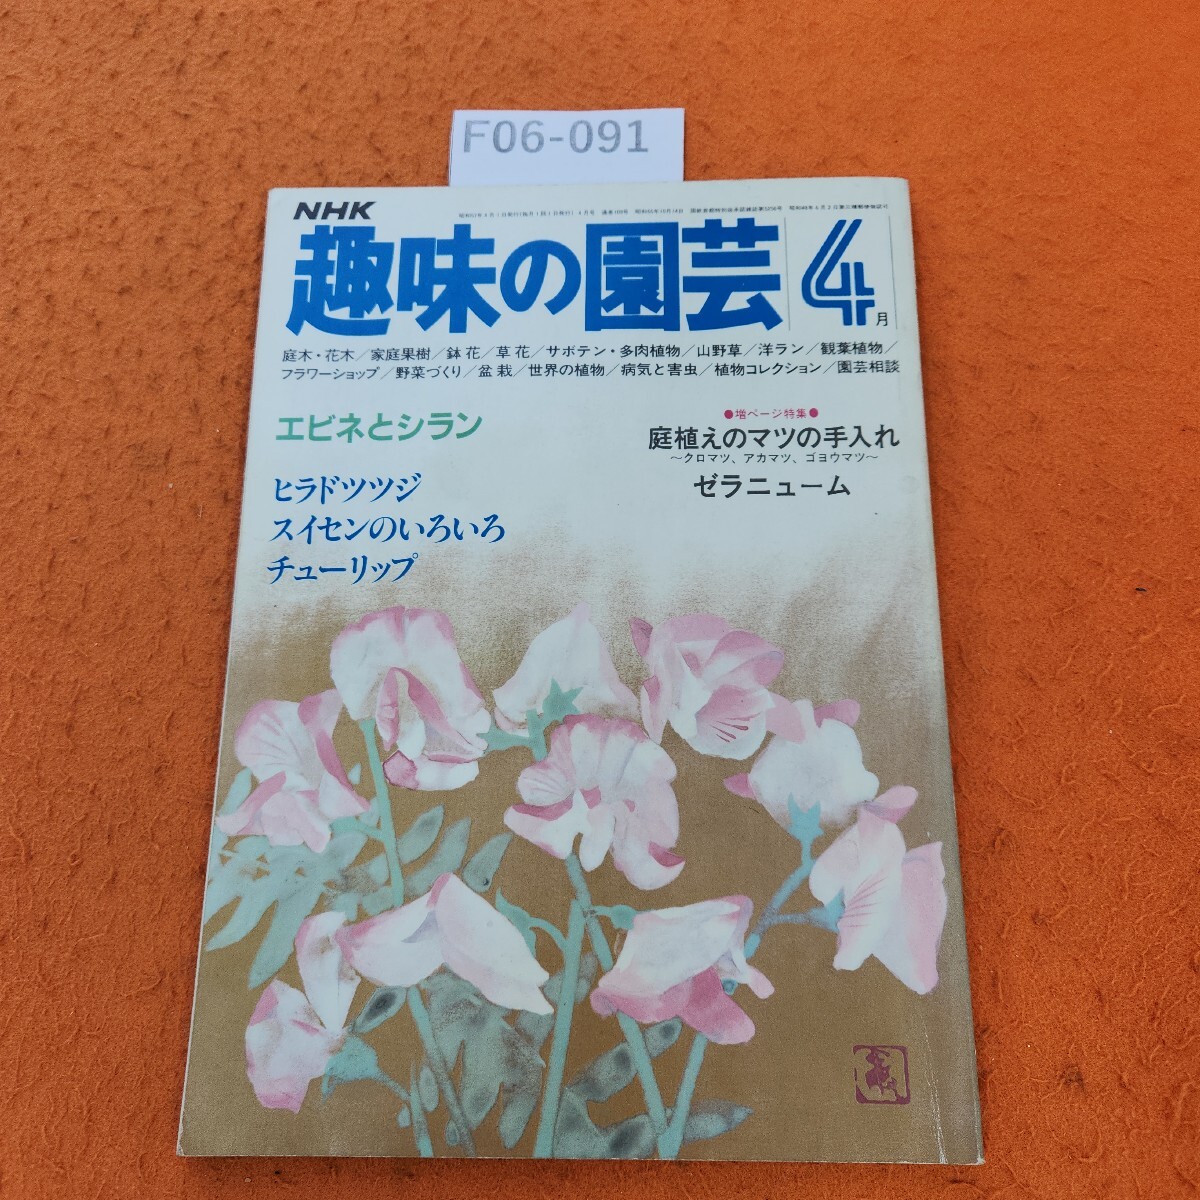 F06-091
NHK
趣味の園芸 4月
庭木・花木／家庭果樹／鉢花／草花／サボテン・多肉植物／山野草／洋ラン／観葉植物／
フラワーショップ／野菜づくり／盆栽／世界の植物／病気と害虫／植物コレクション／園芸相談
エビネとシラン
ヒラドツツジ
スイセンのいろいろ
チューリップ
●増ページ特集●
庭植えのマツの手入れ
～クロマツ、アカマツ、ゴヨウマツ～
ゼラニューム